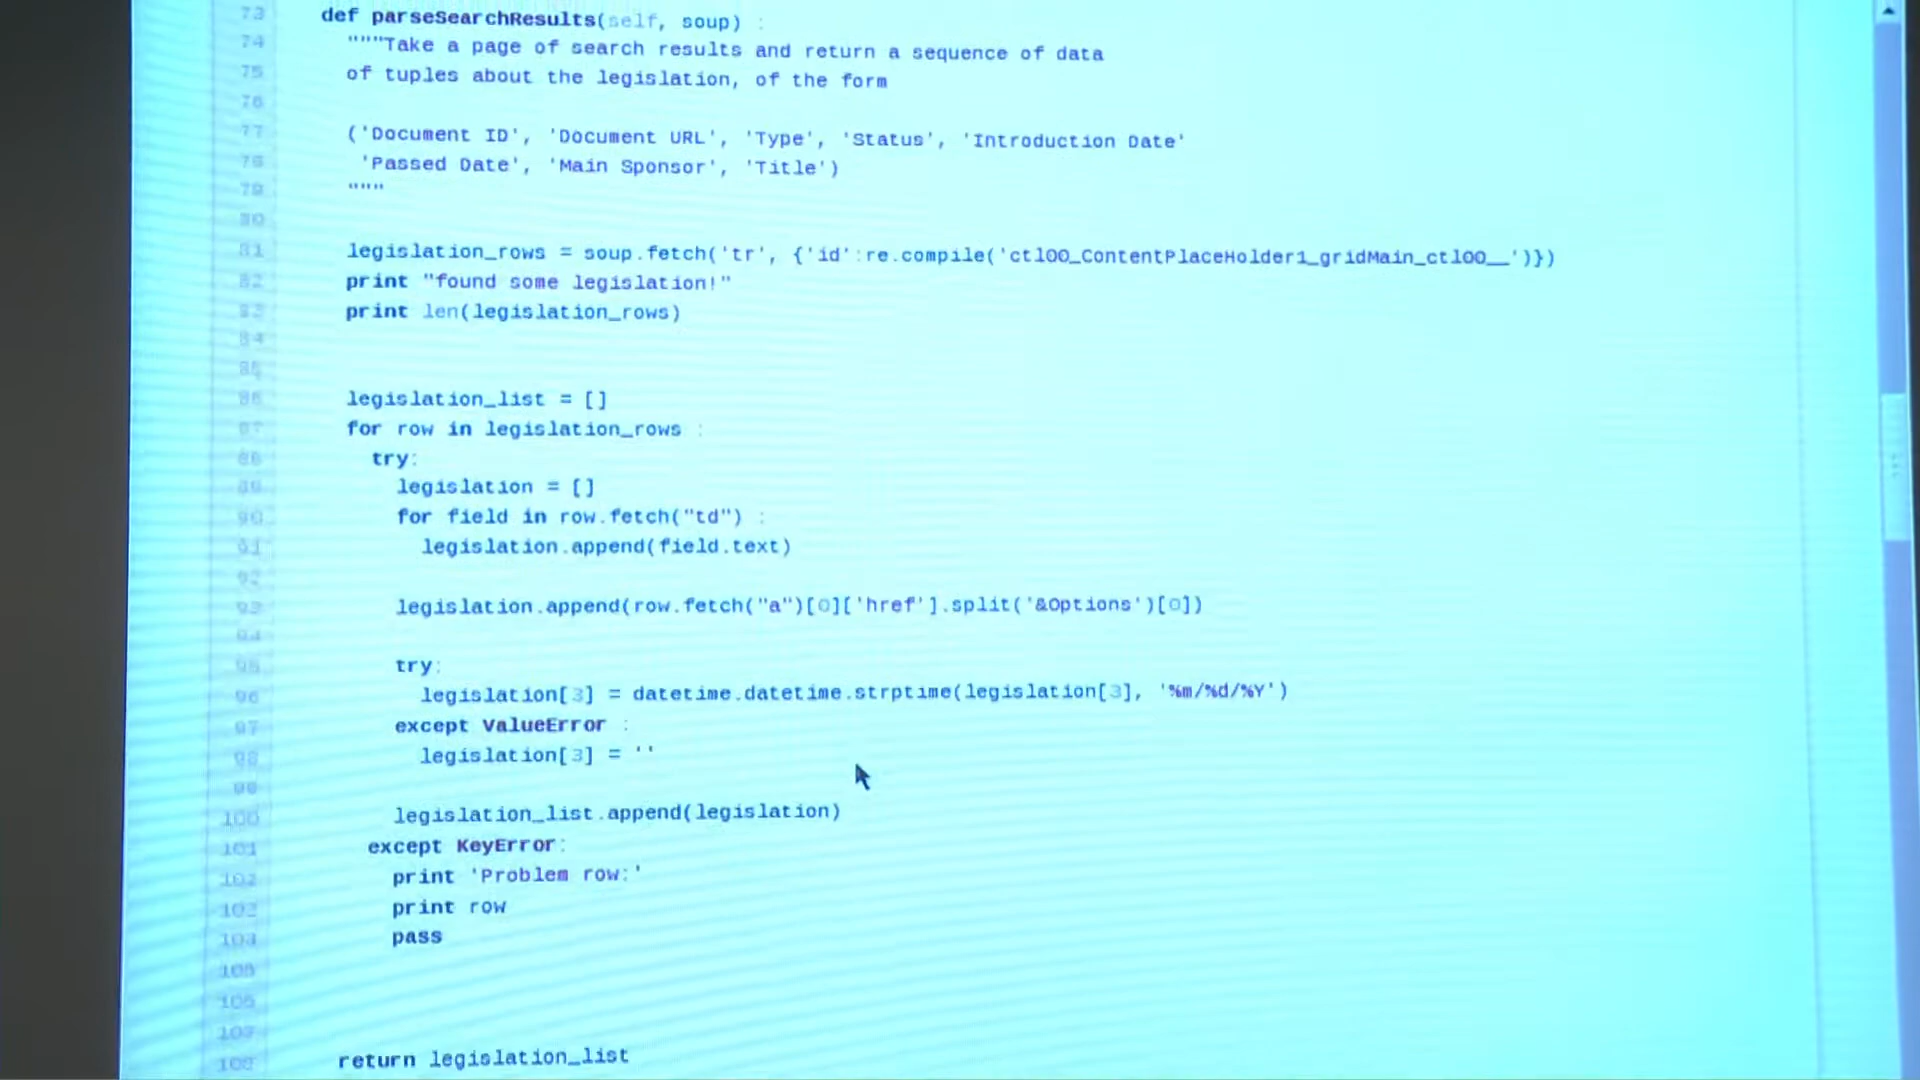 73 def parseSearchResults(self, soup) :
74 """Take a page of search results and return a sequence of data
75 of tuples about the legislation, of the form
76
77 ('Document ID', 'Document URL', 'Type', 'Status', 'Introduction Date'
78 'Passed Date', 'Main Sponsor', 'Title')
79 """
80
81 legislation_rows = soup.fetch('tr', {'id':re.compile('ctl00_ContentPlaceHolder1_gridMain_ctl00__')})
82 print "found some legislation!"
83 print len(legislation_rows)
84
85
86 legislation_list = []
87 for row in legislation_rows :
88 try:
89 legislation = []
90 for field in row.fetch("td") :
91 legislation.append(field.text)
92
93 legislation.append(row.fetch("a")[0]['href'].split('&Options')[0])
94
95 try:
96 legislation[3] = datetime.datetime.strptime(legislation[3], '%m/%d/%Y')
97 except ValueError :
98 legislation[3] = ''
99
100 legislation_list.append(legislation)
101 except KeyError:
102 print 'Problem row:'
103 print row
104 pass
105
106
107
108 return legislation_list